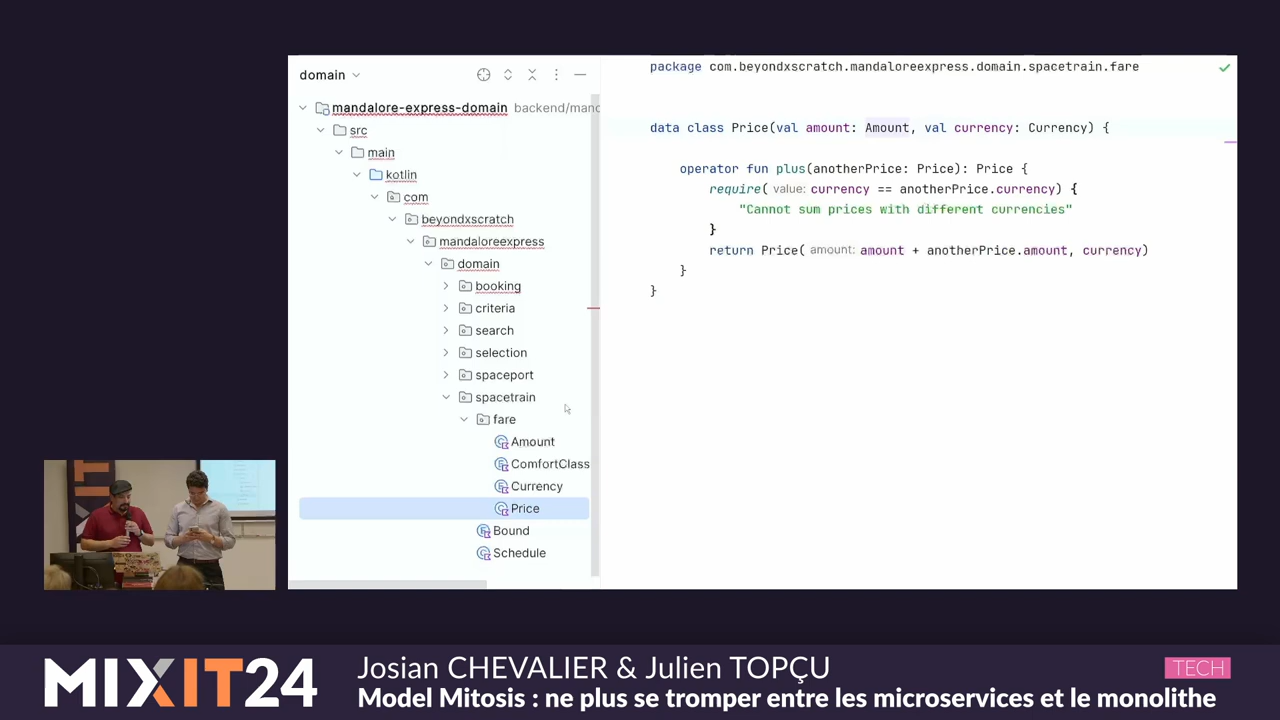 domain
mandalore-express-domain backend/mand
src
main
kotlin
com
beyondxscratch
mandaloreexpress
domain
booking
criteria
search
selection
spaceport
spacetrain
fare
Amount
ComfortClass
Currency
Price
Bound
Schedule
package com.beyondxscratch.mandaloreexpress.domain.spacetrain.fare
data class Price(val amount: Amount, val currency: Currency) {
operator fun plus(anotherPrice: Price): Price {
require( value: currency == anotherPrice.currency) {
"Cannot sum prices with different currencies"
}
return Price( amount: amount + anotherPrice.amount, currency)
}
}
MIXIT
MIXIT24
Josian CHEVALIER & Julien TOPÇU
TECH
Model Mitosis : ne plus se tromper entre les microservices et le monolithe